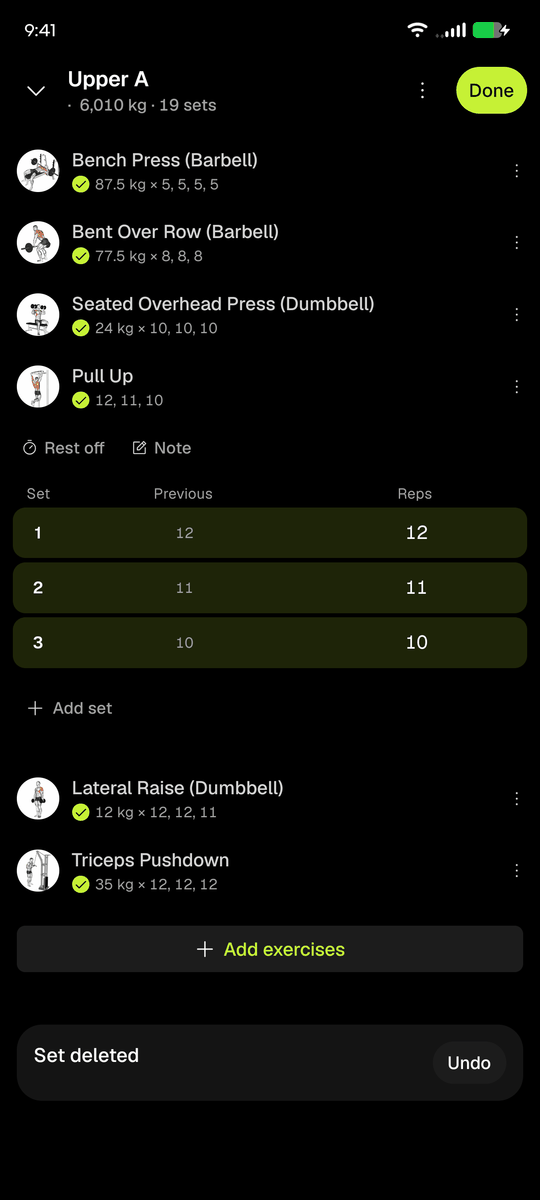 9:41
Upper A
· 6,010 kg · 19 sets
Done
Bench Press (Barbell)
87.5 kg × 5, 5, 5, 5
Bent Over Row (Barbell)
77.5 kg × 8, 8, 8
Seated Overhead Press (Dumbbell)
24 kg × 10, 10, 10
Pull Up
12, 11, 10
Rest off Note
Set Previous Reps
1 12 12
2 11 11
3 10 10
+ Add set
Lateral Raise (Dumbbell)
12 kg × 12, 12, 11
Triceps Pushdown
35 kg × 12, 12, 12
+ Add exercises
Set deleted
Undo